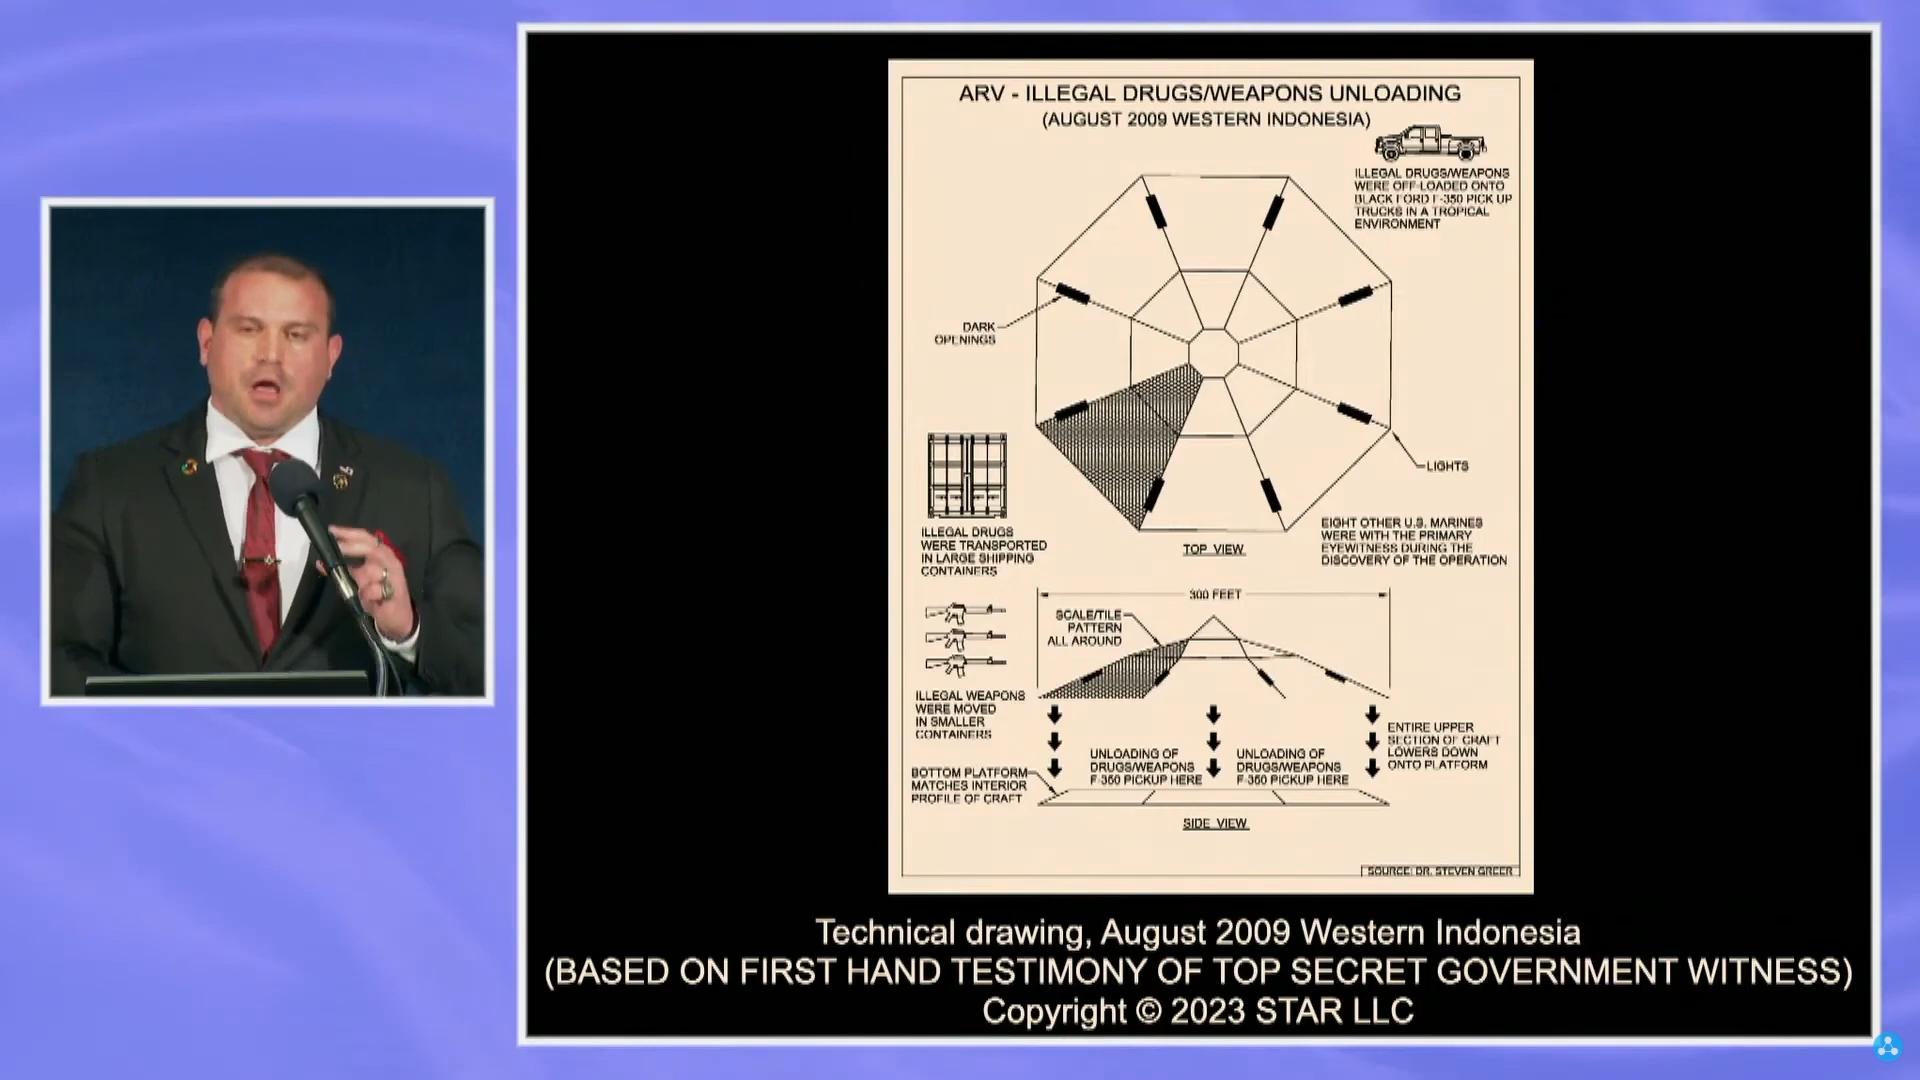 ARV - ILLEGAL DRUGS/WEAPONS UNLOADING
(AUGUST 2009 WESTERN INDONESIA)
ILLEGAL DRUGS/WEAPONS
WERE OFF-LOADED ONTO
BLACK FORD F-350 PICK UP
TRUCKS IN A TROPICAL
ENVIRONMENT
DARK
OPENINGS
LIGHTS
ILLEGAL DRUGS
WERE TRANSPORTED
IN LARGE SHIPPING
CONTAINERS
TOP VIEW
EIGHT OTHER U.S. MARINES
WERE WITH THE PRIMARY
EYEWITNESS DURING THE
DISCOVERY OF THE OPERATION
300 FEET
SCALE/TILE
PATTERN
ALL AROUND
ILLEGAL WEAPONS
WERE MOVED
IN SMALLER
CONTAINERS
UNLOADING OF
DRUGS/WEAPONS
F-350 PICKUP HERE
UNLOADING OF
DRUGS/WEAPONS
F-350 PICKUP HERE
ENTIRE UPPER
SECTION OF CRAFT
LOWERS DOWN
ONTO PLATFORM
BOTTOM PLATFORM
MATCHES INTERIOR
PROFILE OF CRAFT
SIDE VIEW
SOURCE: DR. STEVEN GREER
Technical drawing, August 2009 Western Indonesia
(BASED ON FIRST HAND TESTIMONY OF TOP SECRET GOVERNMENT WITNESS)
Copyright © 2023 STAR LLC